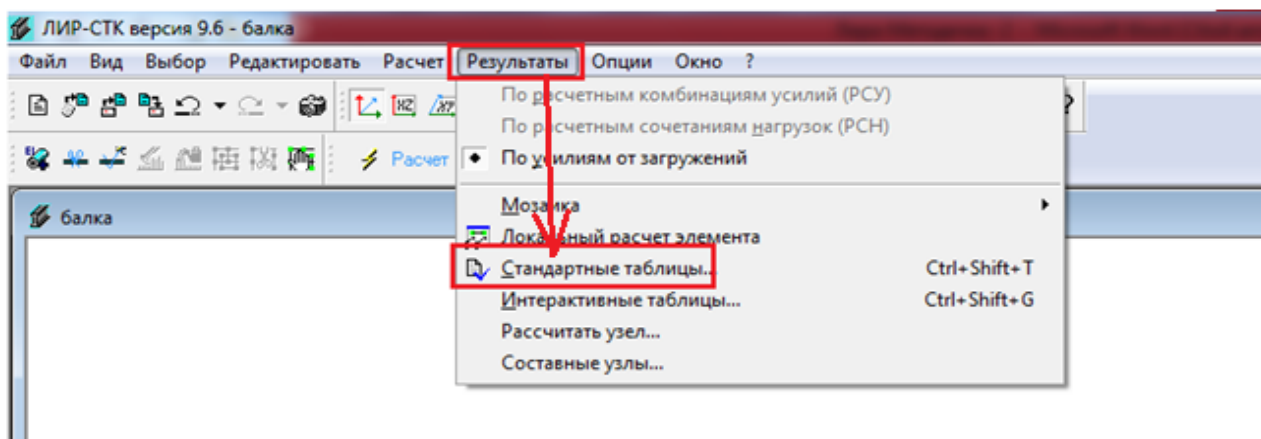 ЛИР-СТК версия 9.6 - балка
Файл Вид Выбор Редактировать Расчет Результаты Опции Окно ?
По расчетным комбинациям усилий (РСУ)
По расчетным сочетаниям нагрузок (РСН)
Расчет
По усилиям от загружений
Мозаика
балка
Локальный расчет элемента
Стандартные таблицы... Ctrl+Shift+T
Интерактивные таблицы... Ctrl+Shift+G
Рассчитать узел...
Составные узлы...